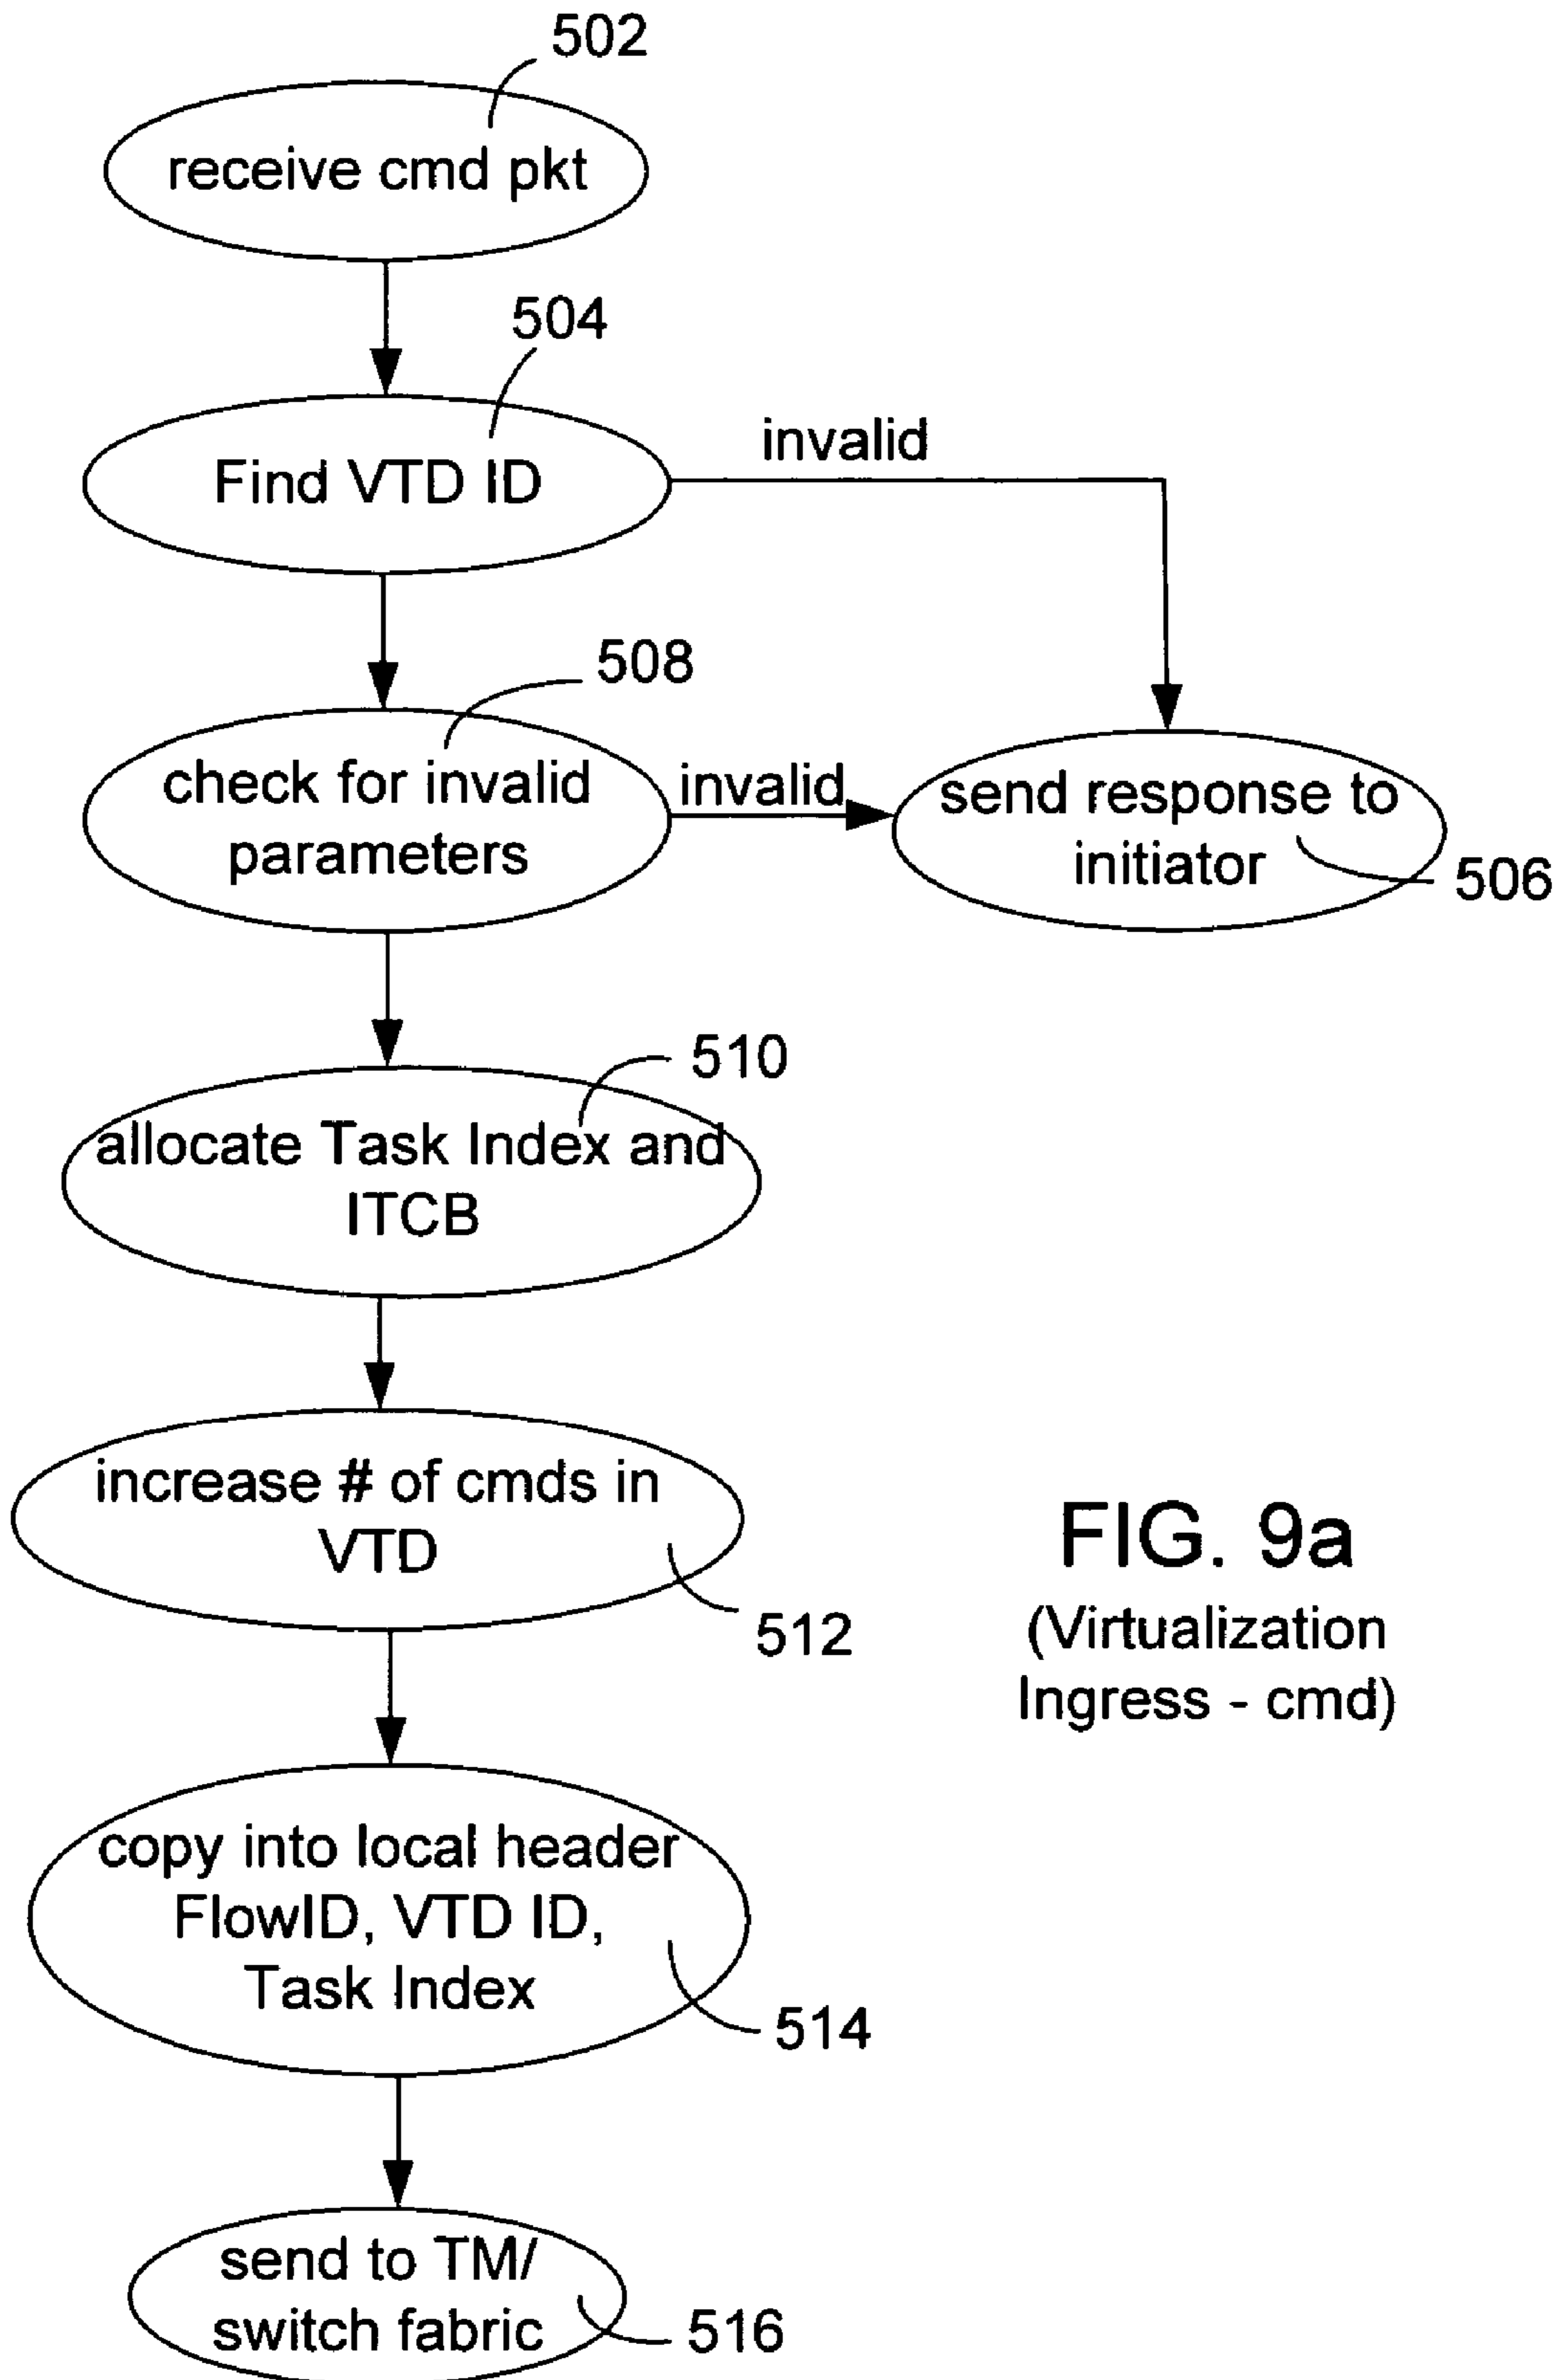 502
receive cmd pkt
504
Find VTD ID
invalid
508
check for invalid
parameters
invalid
send response to
initiator
506
510
allocate Task Index and
ITCB
increase # of cmds in
VTD
512
FIG. 9a
(Virtualization
Ingress - cmd)
copy into local header
FlowID, VTD ID,
Task Index
514
send to TM/
switch fabric
516